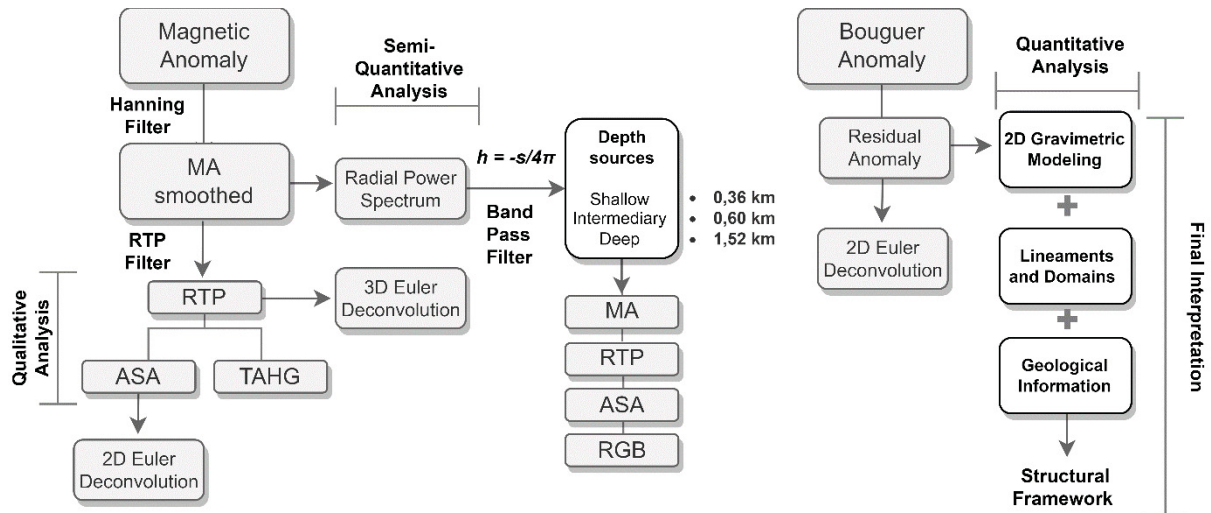 Magnetic
Anomaly
Hanning
Filter
MA
smoothed
RTP
Filter
RTP
Qualitative
Analysis
ASA
TAHG
2D Euler
Deconvolution
3D Euler
Deconvolution
Semi-
Quantitative
Analysis
Radial Power
Spectrum
h = -s/4π
Band
Pass
Filter
Depth
sources
Shallow
Intermediary
Deep
• 0,36 km
• 0,60 km
• 1,52 km
MA
RTP
ASA
RGB
Bouguer
Anomaly
Residual
Anomaly
2D Euler
Deconvolution
Quantitative
Analysis
2D Gravimetric
Modeling
+
Lineaments
and Domains
+
Geological
Information
Structural
Framework
Final Interpretation